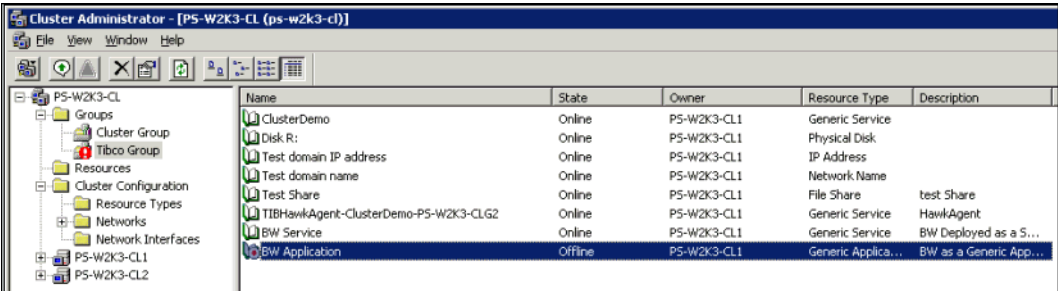 Cluster Administrator - [PS-W2K3-CL (ps-w2k3-cl)]
File View Window Help
PS-W2K3-CL
Groups
Cluster Group
Tibco Group
Resources
Cluster Configuration
Resource Types
Networks
Network Interfaces
PS-W2K3-CL1
PS-W2K3-CL2
Name State Owner Resource Type Description
ClusterDemo Online PS-W2K3-CL1 Generic Service
Disk R: Online PS-W2K3-CL1 Physical Disk
Test domain IP address Online PS-W2K3-CL1 IP Address
Test domain name Online PS-W2K3-CL1 Network Name
Test Share Online PS-W2K3-CL1 File Share test Share
TIBHawkAgent-ClusterDemo-PS-W2K3-CLG2 Online PS-W2K3-CL1 Generic Service HawkAgent
BW Service Online PS-W2K3-CL1 Generic Service BW Deployed as a S...
BW Application Offline PS-W2K3-CL1 Generic Applica... BW as a Generic App...